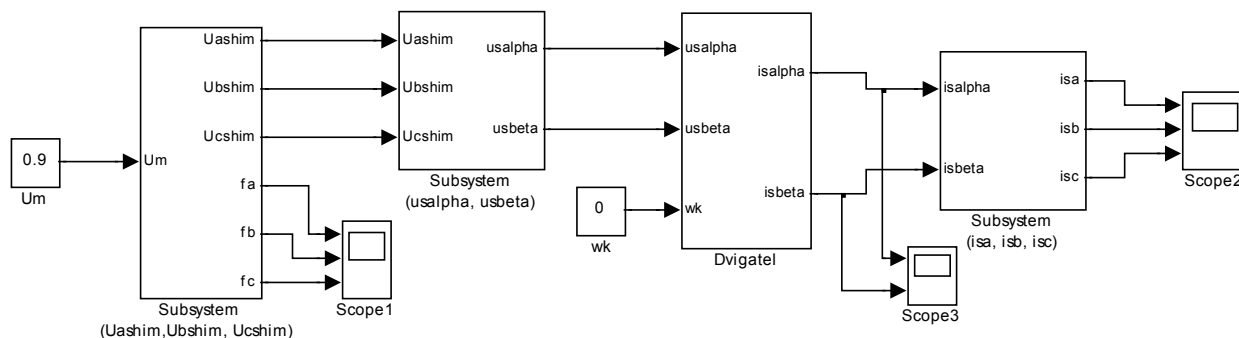 0.9
Um
Um
Uashim
Ubshim
Ucshim
fa
fb
fc
Subsystem
(Uashim,Ubshim, Ucshim)
Scope1
Uashim
Ubshim
Ucshim
usalpha
usbeta
Subsystem
(usalpha, usbeta)
0
wk
usalpha
usbeta
wk
isalpha
isbeta
Dvigatel
Scope3
isalpha
isbeta
isa
isb
isc
Subsystem
(isa, isb, isc)
Scope2